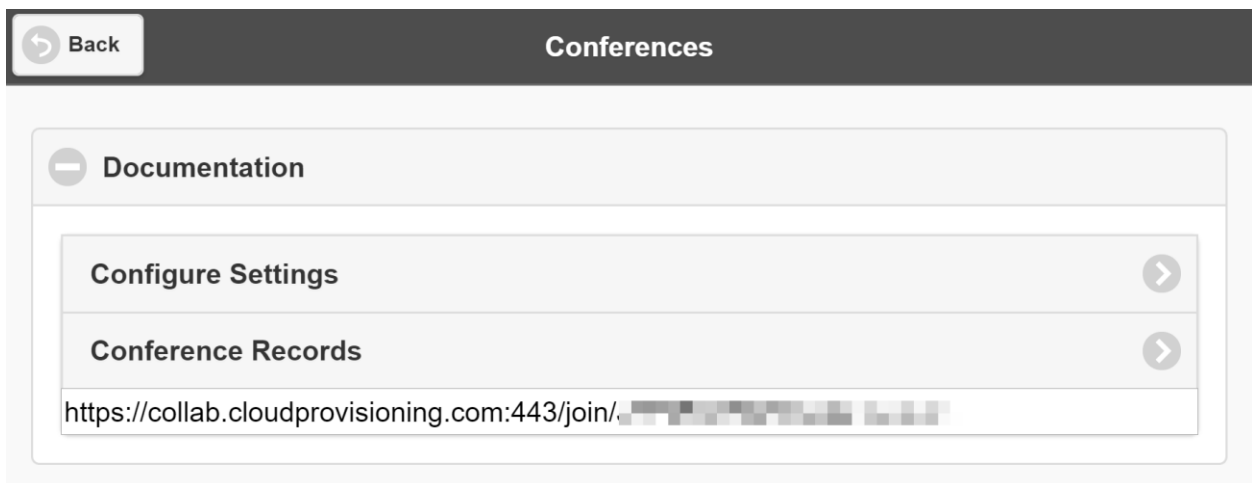 Back
Conferences
Documentation
Configure Settings
Conference Records
https://collab.cloudprovisioning.com:443/join/